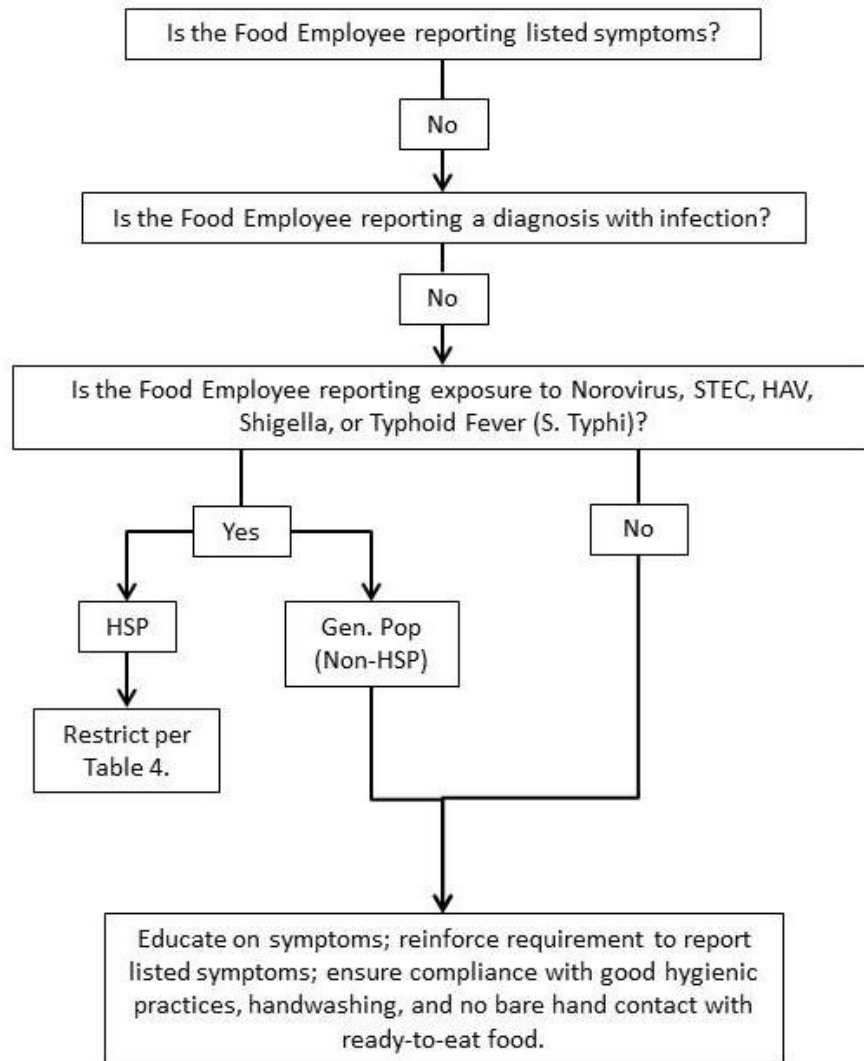 Is the Food Employee reporting listed symptoms?
No
Is the Food Employee reporting a diagnosis with infection?
No
Is the Food Employee reporting exposure to Norovirus, STEC, HAV,
Shigella, or Typhoid Fever (S. Typhi)?
Yes
No
HSP
Gen. Pop
(Non-HSP)
Restrict per
Table 4.
Educate on symptoms; reinforce requirement to report
listed symptoms; ensure compliance with good hygienic
practices, handwashing, and no bare hand contact with
ready-to-eat food.